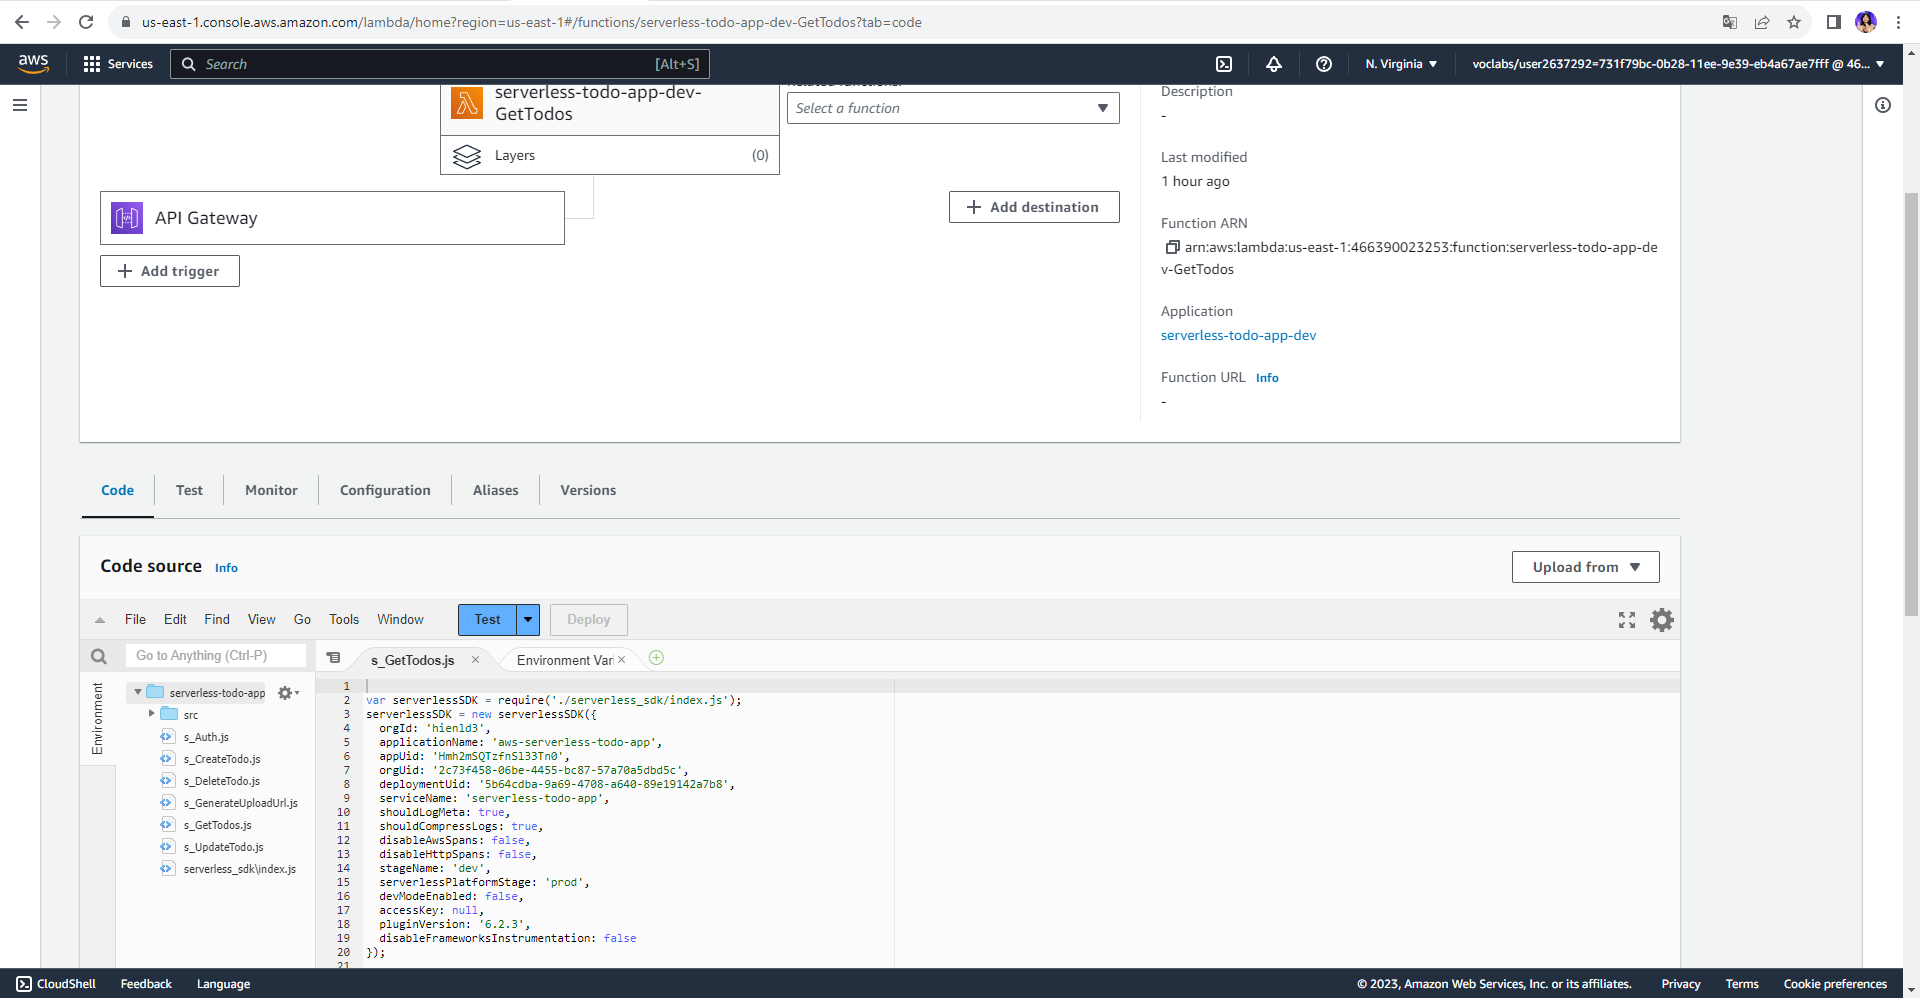 us-east-1.console.aws.amazon.com/lambda/home?region=us-east-1#/functions/serverless-todo-app-dev-GetTodos?tab=code
aws
Services
Search
[Alt+S]
N. Virginia
voclabs/user2637292=731f79bc-0b28-11ee-9e39-eb4a67ae7fff @ 46...
serverless-todo-app-dev-
GetTodos
Layers
(0)
Related functions:
Select a function
API Gateway
Add destination
Add trigger
Description
-
Last modified
1 hour ago
Function ARN
arn:aws:lambda:us-east-1:466390023253:function:serverless-todo-app-de
v-GetTodos
Application
serverless-todo-app-dev
Function URL Info
-
Code
Test
Monitor
Configuration
Aliases
Versions
Code source Info
Upload from
File Edit Find View Go Tools Window
Test
Deploy
Go to Anything (Ctrl-P)
s_GetTodos.js
Environment Vari
Environment
serverless-todo-app
src
s_Auth.js
s_CreateTodo.js
s_DeleteTodo.js
s_GenerateUploadUrl.js
s_GetTodos.js
s_UpdateTodo.js
serverless_sdk\index.js
1
2 var serverlessSDK = require('./serverless_sdk/index.js');
3 serverlessSDK = new serverlessSDK({
4 orgId: 'hienld3',
5 applicationName: 'aws-serverless-todo-app',
6 appUid: 'Hmh2mSQTzfnSl33Tn0',
7 orgUid: '2c73f458-06be-4455-bc87-57a70a5dbd5c',
8 deploymentUid: '5b64cdba-9a69-4708-a640-89e19142a7b8',
9 serviceName: 'serverless-todo-app',
10 shouldLogMeta: true,
11 shouldCompressLogs: true,
12 disableAwsSpans: false,
13 disableHttpSpans: false,
14 stageName: 'dev',
15 serverlessPlatformStage: 'prod',
16 devModeEnabled: false,
17 accessKey: null,
18 pluginVersion: '6.2.3',
19 disableFrameworksInstrumentation: false
20 });
21
CloudShell
Feedback
Language
© 2023, Amazon Web Services, Inc. or its affiliates.
Privacy
Terms
Cookie preferences